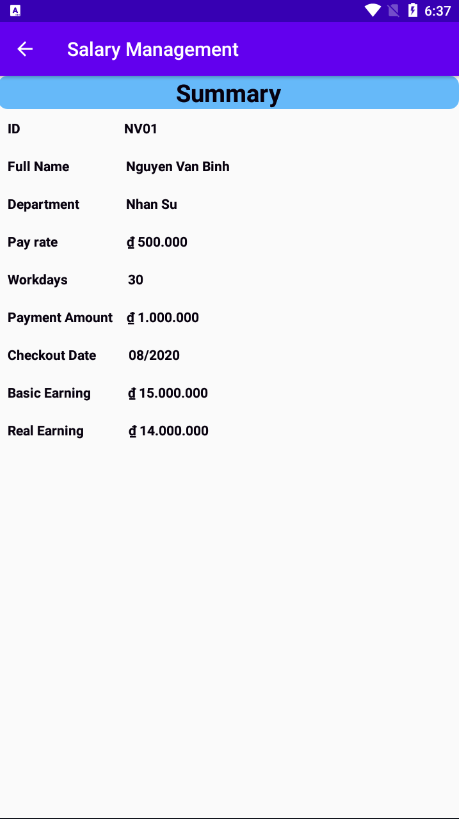 6:37
Salary Management
Summary
ID NV01
Full Name Nguyen Van Binh
Department Nhan Su
Pay rate ₫ 500.000
Workdays 30
Payment Amount ₫ 1.000.000
Checkout Date 08/2020
Basic Earning ₫ 15.000.000
Real Earning ₫ 14.000.000